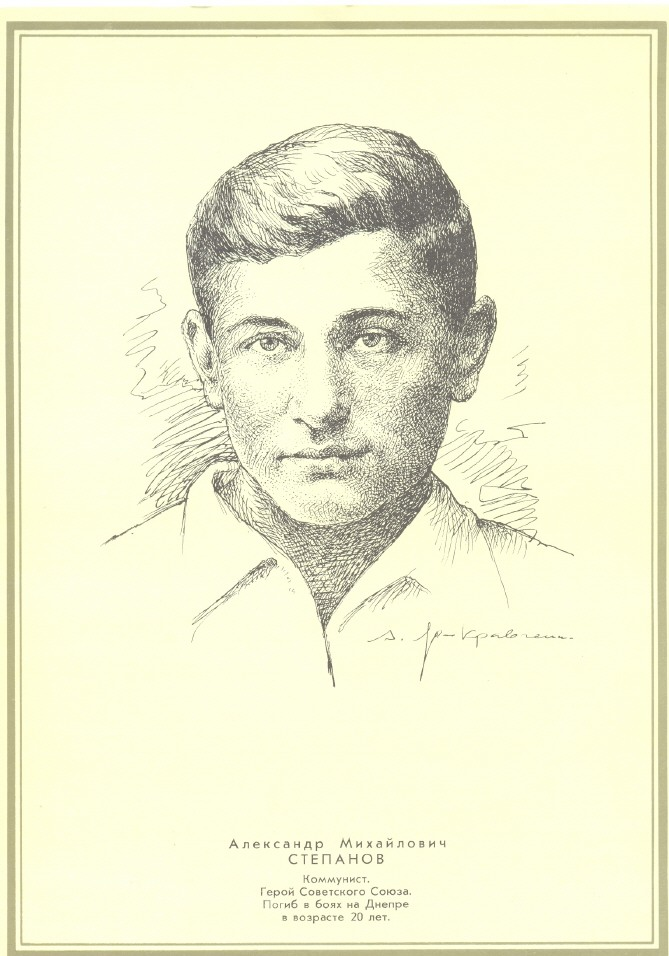 Александр Михайлович
СТЕПАНОВ
Коммунист.
Герой Советского Союза.
Погиб в боях на Днепре
в возрасте 20 лет.